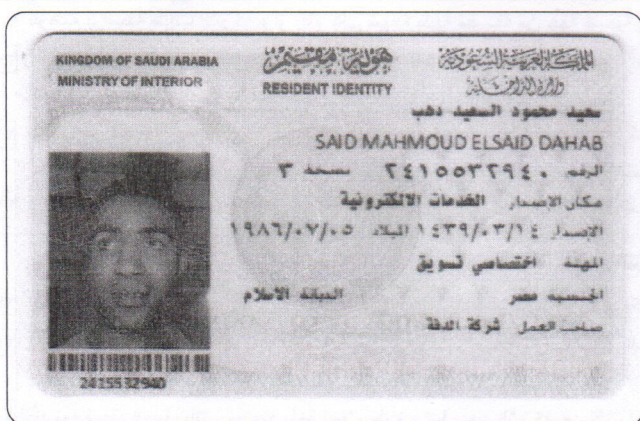 KINGDOM OF SAUDI ARABIA
MINISTRY OF INTERIOR
هوية مقيم
RESIDENT IDENTITY
المملكة العربية السعودية
وزارة الداخلية
سعيد محمود السعيد دهب
SAID MAHMOUD ELSAID DAHAB
الرقم ٢٤١٥٥٣٢٩٤٠ نسخة ٣
مكان الإصدار الخدمات الالكترونية
الإصدار ١٤٣٩/٠٣/١٤ الميلاد ١٩٨٦/٠٧/٠٥
المهنة اختصاصي تسويق
الجنسية مصر الديانة الاسلام
صاحب العمل شركة الدقة
2415532940